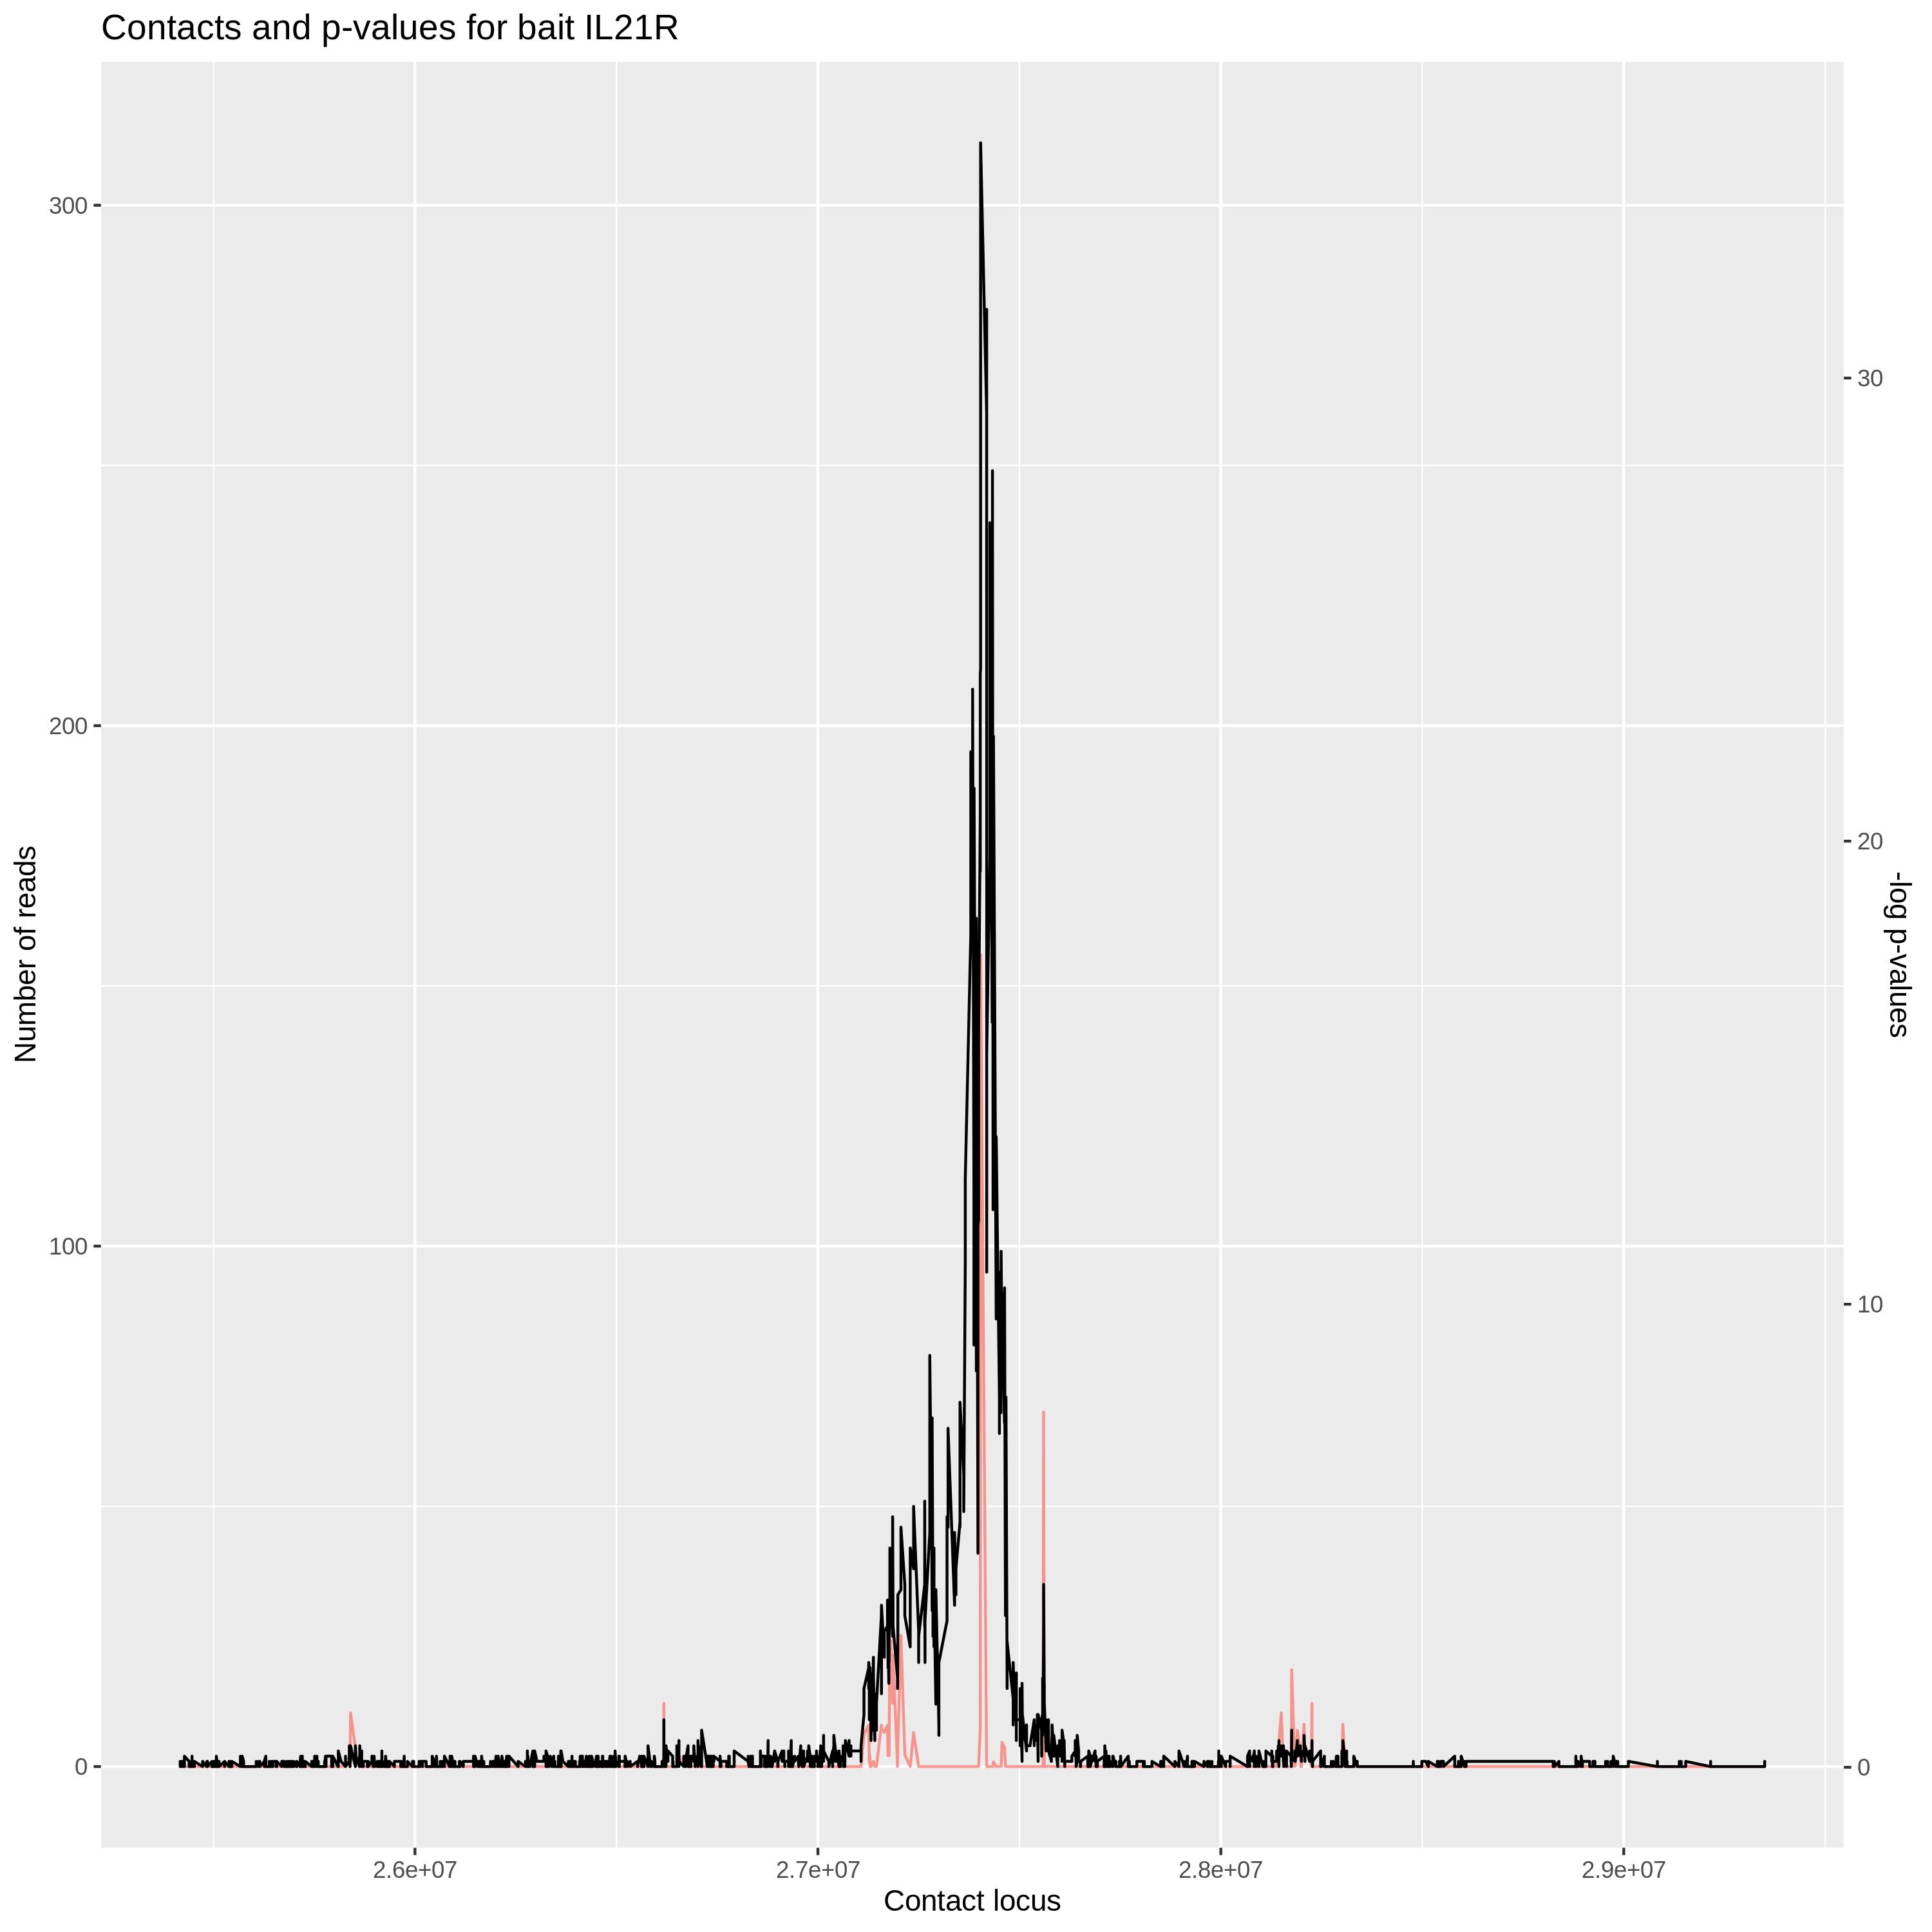 Contacts and p-values for bait IL21R
300
200
100
0
Number of reads
30
20
10
0
-log p-values
2.6e+07
2.7e+07
2.8e+07
2.9e+07
Contact locus